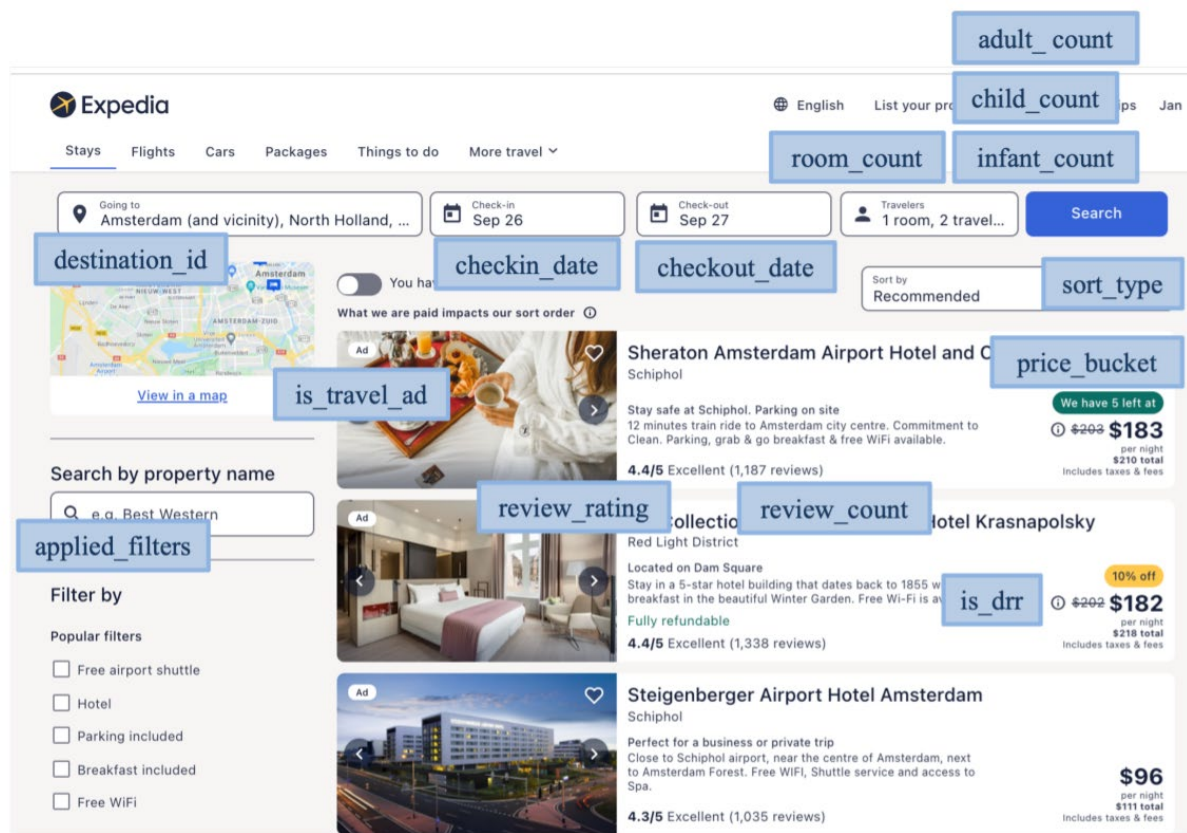 adult_ count
Expedia
English
List your pro
child_count
ps
Jan
Stays
Flights
Cars
Packages
Things to do
More travel
room_count
infant_count
Going to
Amsterdam (and vicinity), North Holland, ...
Check-in
Sep 26
Check-out
Sep 27
Travelers
1 room, 2 travel...
Search
destination_id
checkin_date
checkout_date
Sort by
Recommended
sort_type
Amsterdam
NIEUW-WEST
AMSTERDAM-ZUID
You ha
What we are paid impacts our sort order
View in a map
is_travel_ad
Ad
Sheraton Amsterdam Airport Hotel and C
price_bucket
Schiphol
We have 5 left at
Stay safe at Schiphol. Parking on site
12 minutes train ride to Amsterdam city centre. Commitment to
Clean. Parking, grab & go breakfast & free WiFi available.
$203 $183
per night
$210 total
Includes taxes & fees
4.4/5 Excellent (1,187 reviews)
Search by property name
e.g. Best Western
applied_filters
review_rating
review_count
Ad
Collectio
Hotel Krasnapolsky
Red Light District
Located on Dam Square
Stay in a 5-star hotel building that dates back to 1855 w
breakfast in the beautiful Winter Garden. Free Wi-Fi is av
is_drr
10% off
$202 $182
per night
$218 total
Includes taxes & fees
Fully refundable
4.4/5 Excellent (1,338 reviews)
Filter by
Popular filters
Free airport shuttle
Hotel
Parking included
Breakfast included
Free WiFi
Ad
Steigenberger Airport Hotel Amsterdam
Schiphol
Perfect for a business or private trip
Close to Schiphol airport, near the centre of Amsterdam, next
to Amsterdam Forest. Free WIFI, Shuttle service and access to
Spa.
4.3/5 Excellent (1,035 reviews)
$96
per night
$111 total
Includes taxes & fees